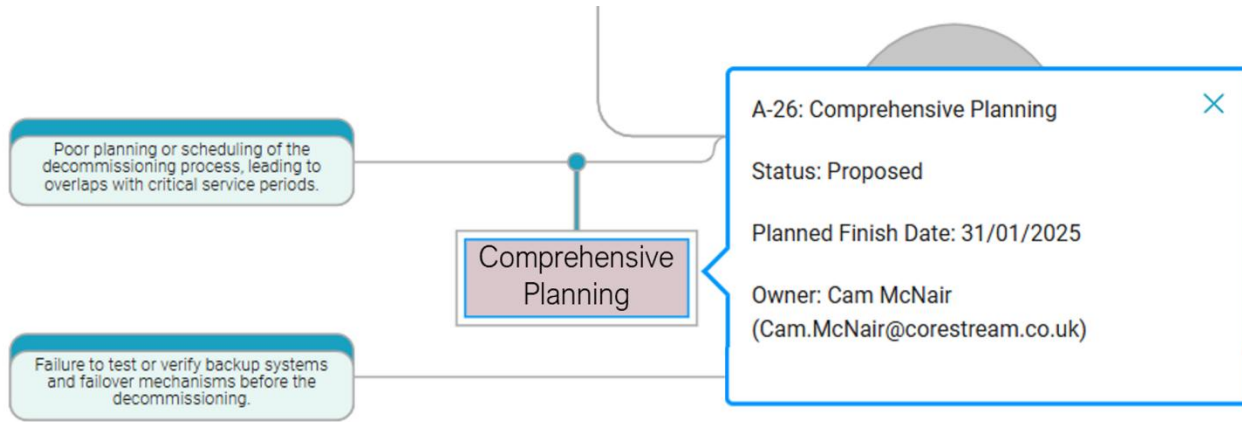 Poor planning or scheduling of the
decommissioning process, leading to
overlaps with critical service periods.
Comprehensive
Planning
Failure to test or verify backup systems
and failover mechanisms before the
decommissioning.
A-26: Comprehensive Planning
Status: Proposed
Planned Finish Date: 31/01/2025
Owner: Cam McNair
(Cam.McNair@corestream.co.uk)